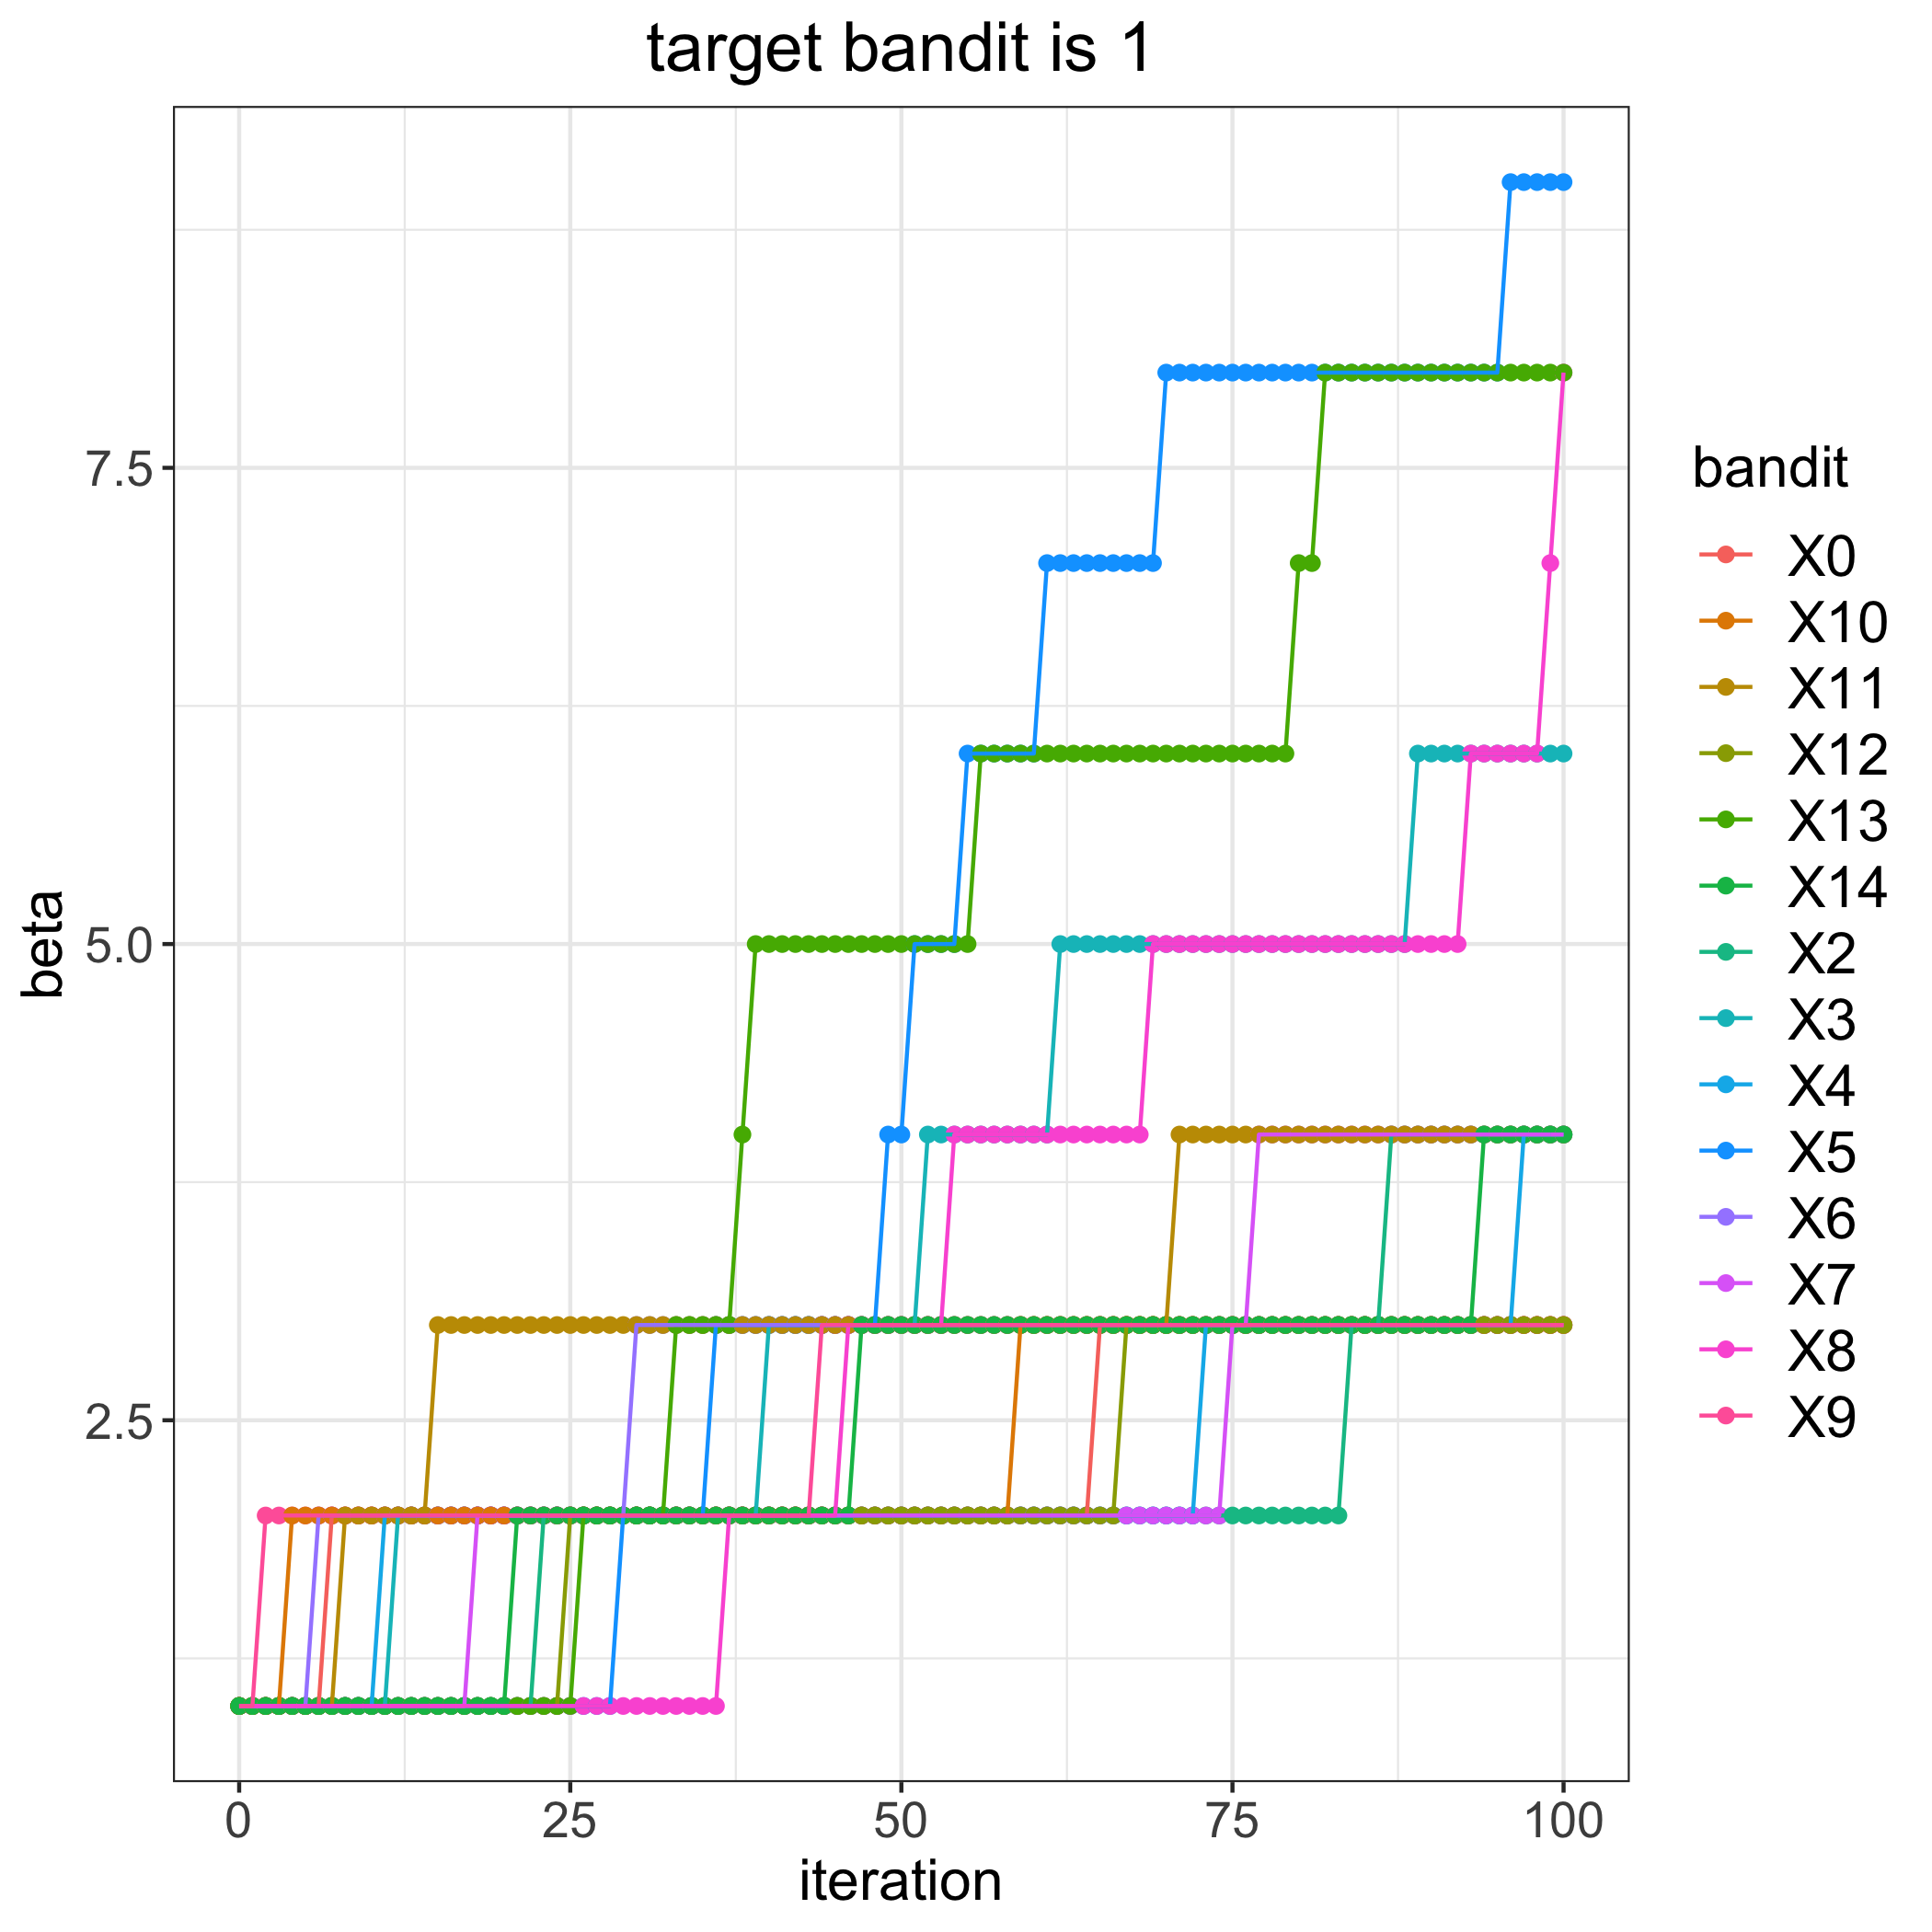 target bandit is 1
7.5
5.0
2.5
beta
0
25
50
75
100
iteration
bandit
X0
X10
X11
X12
X13
X14
X2
X3
X4
X5
X6
X7
X8
X9